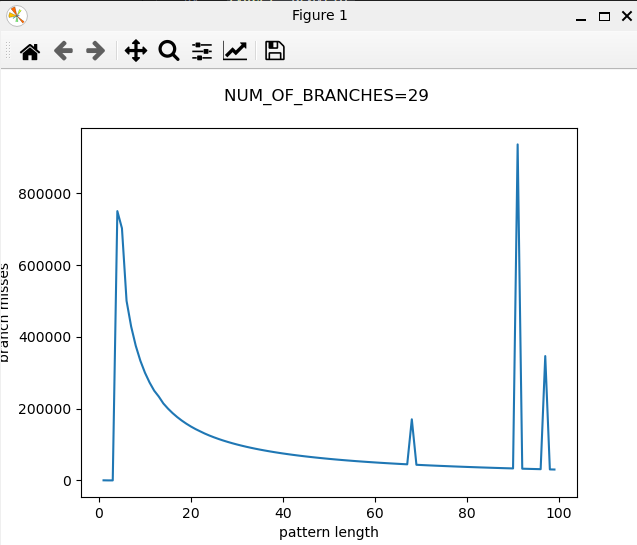 Figure 1
NUM_OF_BRANCHES=29
800000
600000
400000
200000
0
branch misses
0 20 40 60 80 100
pattern length